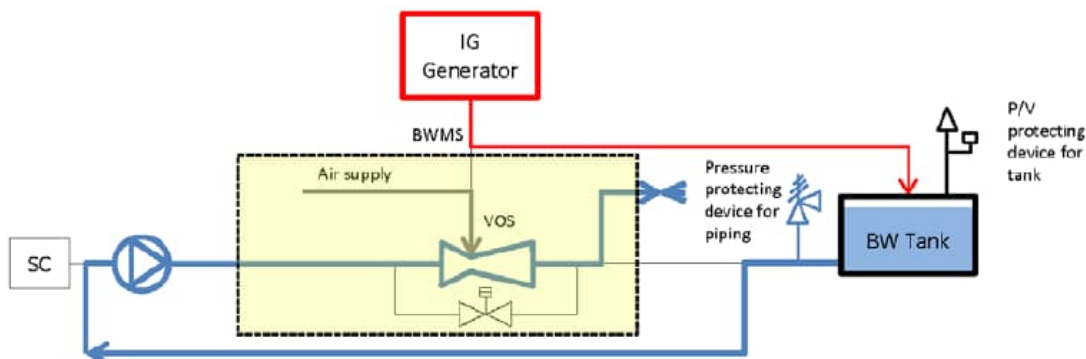 IG
Generator
BWMS
Air supply
VOS
SC
Pressure
protecting
device for
piping
P/V
protecting
device for
tank
BW Tank